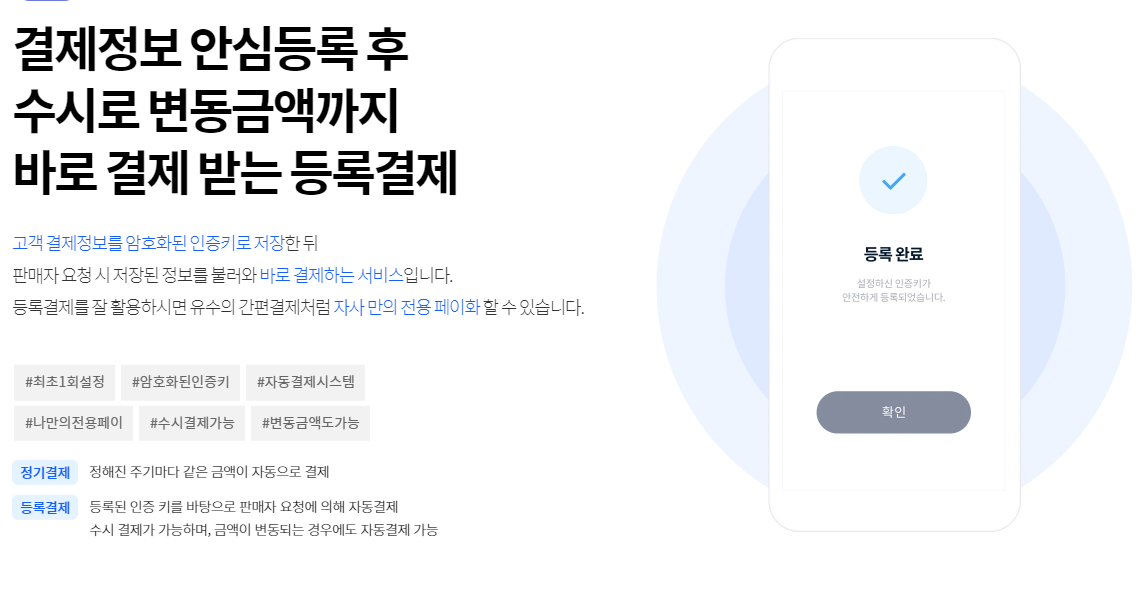 결제정보 안심등록 후
수시로 변동금액까지
바로 결제 받는 등록결제
고객 결제정보를 암호화된 인증키로 저장한 뒤
판매자 요청 시 저장된 정보를 불러와 바로 결제하는 서비스입니다.
등록결제를 잘 활용하시면 유수의 간편결제처럼 자사 만의 전용 페이화 할 수 있습니다.
#최초1회설정 #암호화된인증키 #자동결제시스템
#나만의전용페이 #수시결제가능 #변동금액도가능
정기결제 정해진 주기마다 같은 금액이 자동으로 결제
등록결제 등록된 인증 키를 바탕으로 판매자 요청에 의해 자동결제
수시 결제가 가능하며, 금액이 변동되는 경우에도 자동결제 가능
등록 완료
설정하신 인증키가
안전하게 등록되었습니다.
확인